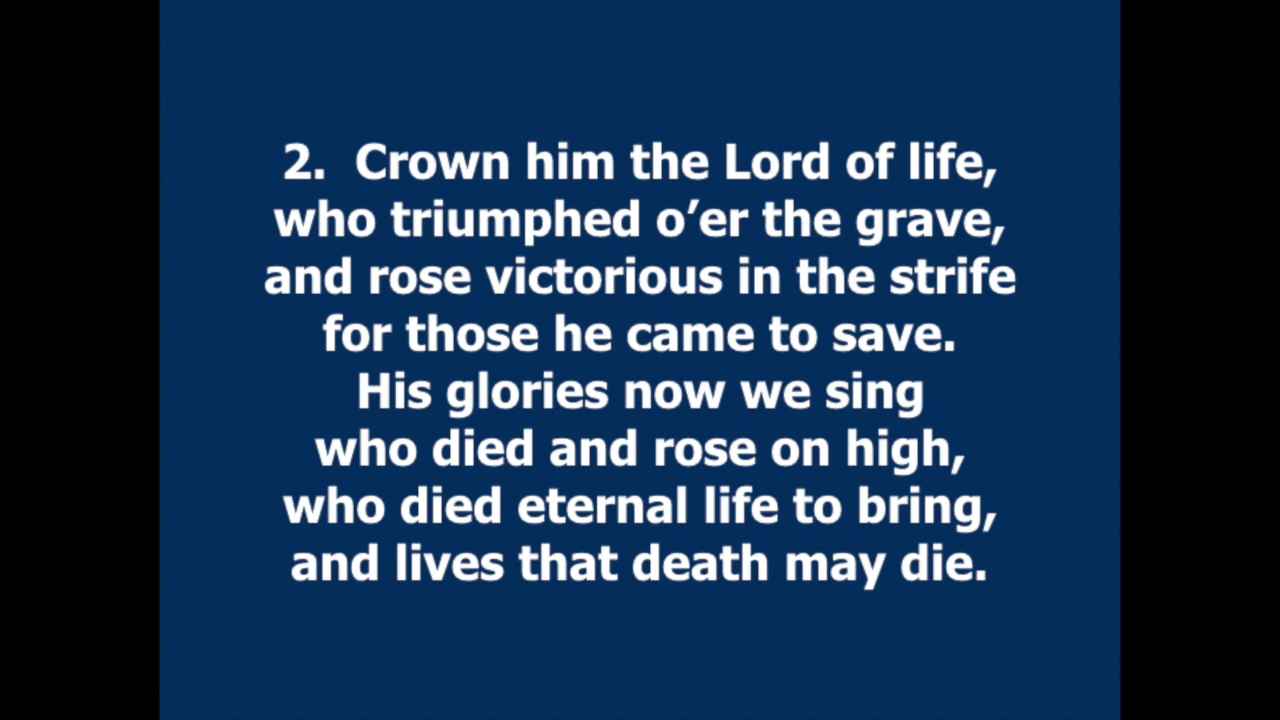 2.  Crown him the Lord of life,
who triumphed o’er the grave,
and rose victorious in the strife
for those he came to save.
His glories now we sing
who died and rose on high,
who died eternal life to bring,
and lives that death may die.